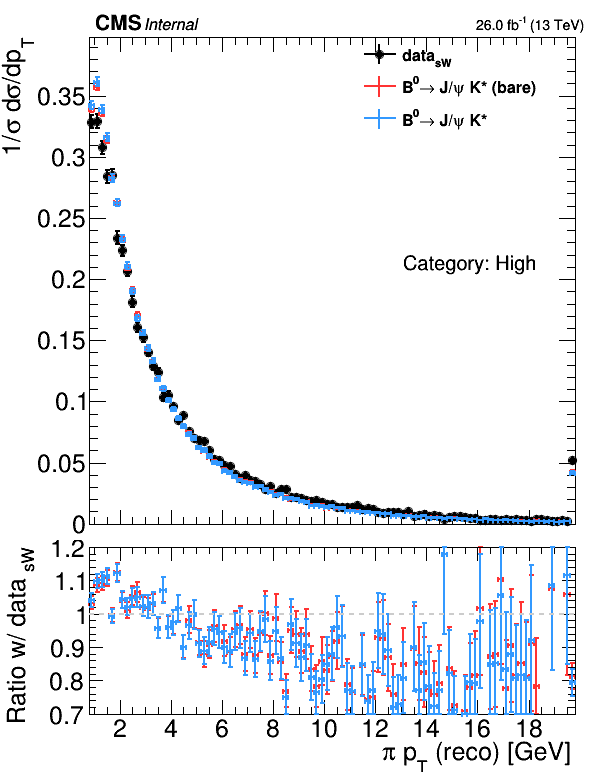 CMS Internal 26.0 fb⁻¹ (13 TeV)
1/σ dσ/dp_T
data_sW
B⁰→ J/ψ K* (bare)
B⁰→ J/ψ K*
Category: High
0.35
0.3
0.25
0.2
0.15
0.1
0.05
0
Ratio w/ data _sW
1.2
1.1
1
0.9
0.8
0.7
2 4 6 8 10 12 14 16 18
π p_T (reco) [GeV]